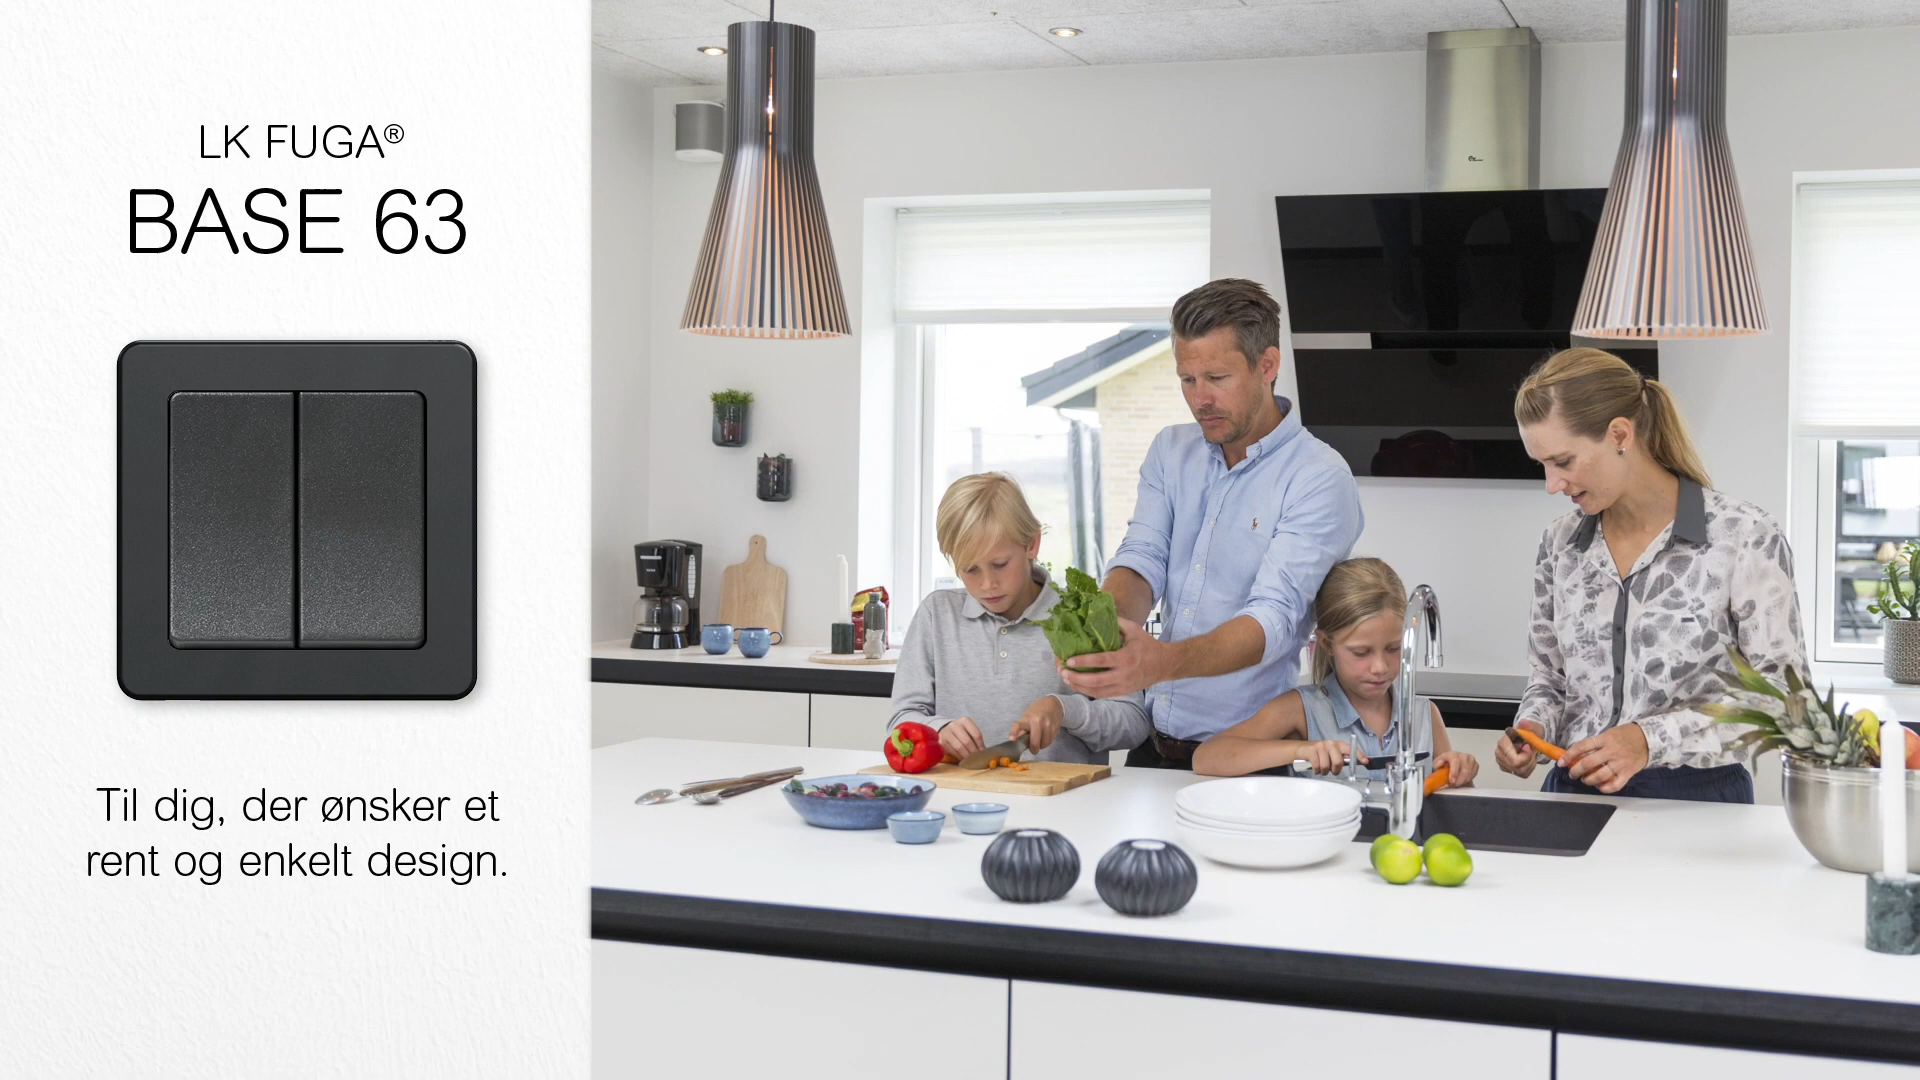 LK FUGA®
BASE 63
Til dig, der ønsker et
rent og enkelt design.